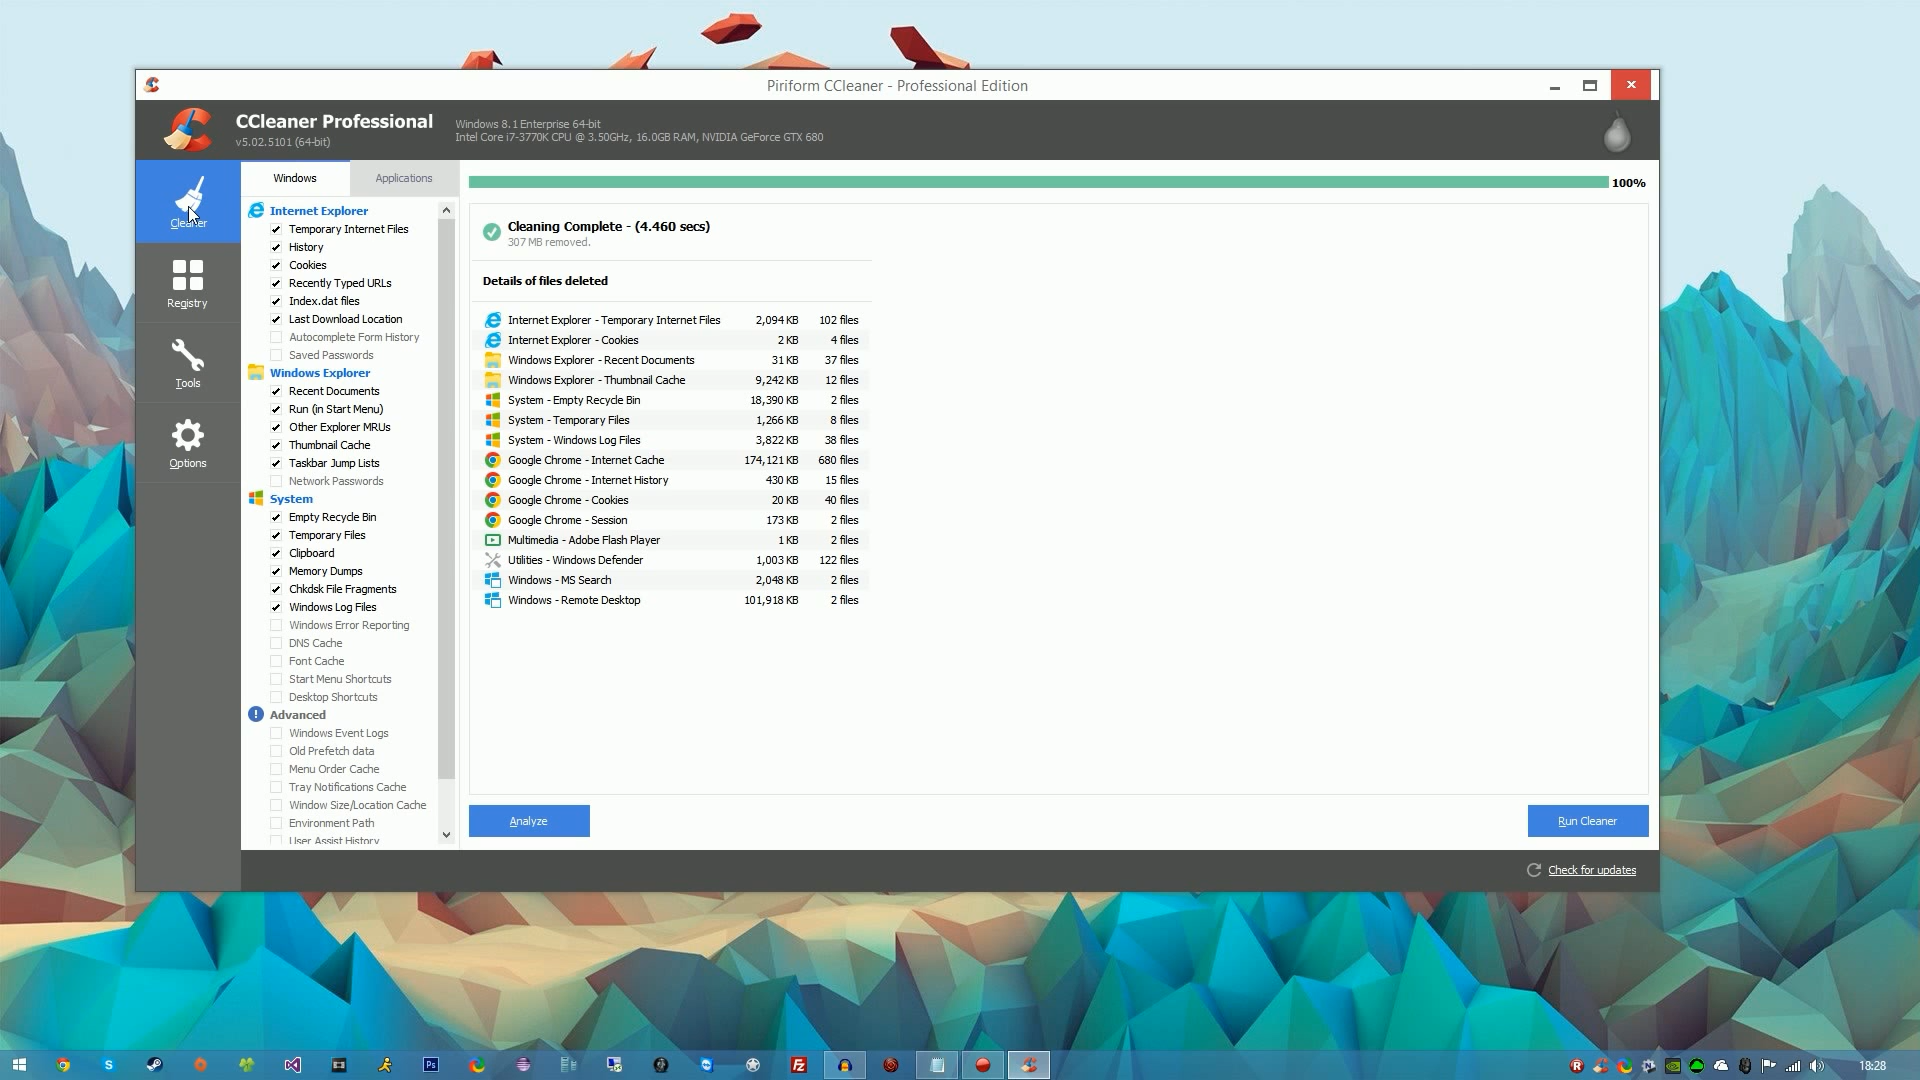 Piriform CCleaner - Professional Edition
CCleaner Professional
v5.02.5101 (64-bit)
Windows 8.1 Enterprise 64-bit
Intel Core i7-3770K CPU @ 3.50GHz, 16.0GB RAM, NVIDIA GeForce GTX 680
Cleaner
Registry
Tools
Options
Windows
Applications
Internet Explorer
Temporary Internet Files
History
Cookies
Recently Typed URLs
Index.dat files
Last Download Location
Autocomplete Form History
Saved Passwords
Windows Explorer
Recent Documents
Run (in Start Menu)
Other Explorer MRUs
Thumbnail Cache
Taskbar Jump Lists
Network Passwords
System
Empty Recycle Bin
Temporary Files
Clipboard
Memory Dumps
Chkdsk File Fragments
Windows Log Files
Windows Error Reporting
DNS Cache
Font Cache
Start Menu Shortcuts
Desktop Shortcuts
Advanced
Windows Event Logs
Old Prefetch data
Menu Order Cache
Tray Notifications Cache
Window Size/Location Cache
Environment Path
User Assist History
100%
Cleaning Complete - (4.460 secs)
307 MB removed.
Details of files deleted
Internet Explorer - Temporary Internet Files 2,094 KB 102 files
Internet Explorer - Cookies 2 KB 4 files
Windows Explorer - Recent Documents 31 KB 37 files
Windows Explorer - Thumbnail Cache 9,242 KB 12 files
System - Empty Recycle Bin 18,390 KB 2 files
System - Temporary Files 1,266 KB 8 files
System - Windows Log Files 3,822 KB 38 files
Google Chrome - Internet Cache 174,121 KB 680 files
Google Chrome - Internet History 430 KB 15 files
Google Chrome - Cookies 20 KB 40 files
Google Chrome - Session 173 KB 2 files
Multimedia - Adobe Flash Player 1 KB 2 files
Utilities - Windows Defender 1,003 KB 122 files
Windows - MS Search 2,048 KB 2 files
Windows - Remote Desktop 101,918 KB 2 files
Analyze
Run Cleaner
Check for updates
Ps
Fz
18:28